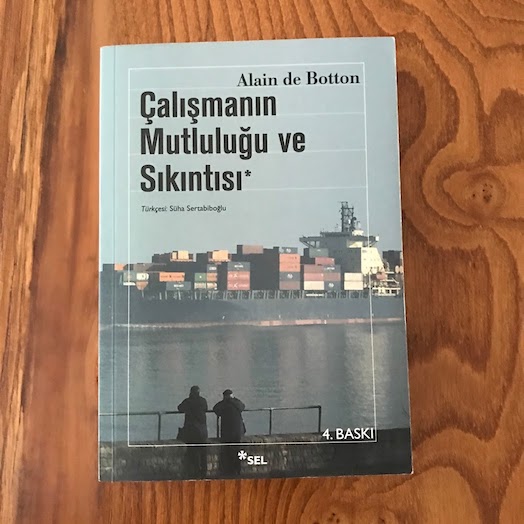 Alain de Botton
Çalışmanın
Mutluluğu ve
Sıkıntısı*
Türkçesi: Süha Sertabiboğlu
4. BASKI
*SEL